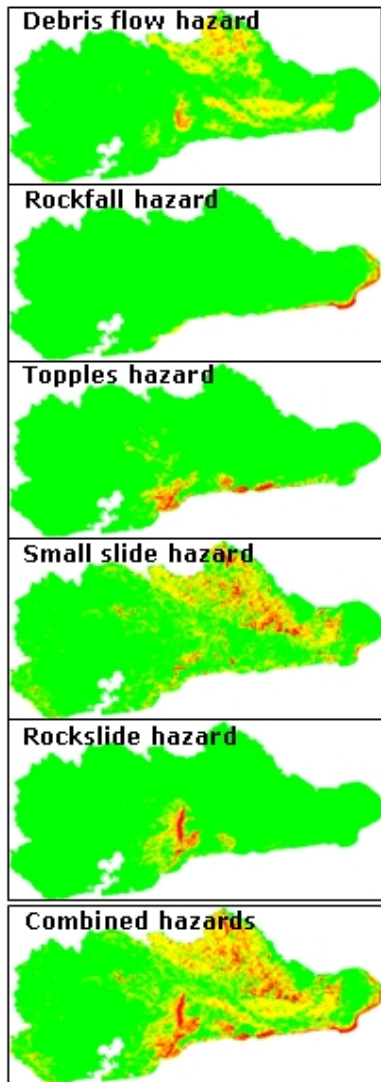 Debris flow hazard
Rockfall hazard
Topples hazard
Small slide hazard
Rockslide hazard
Combined hazards